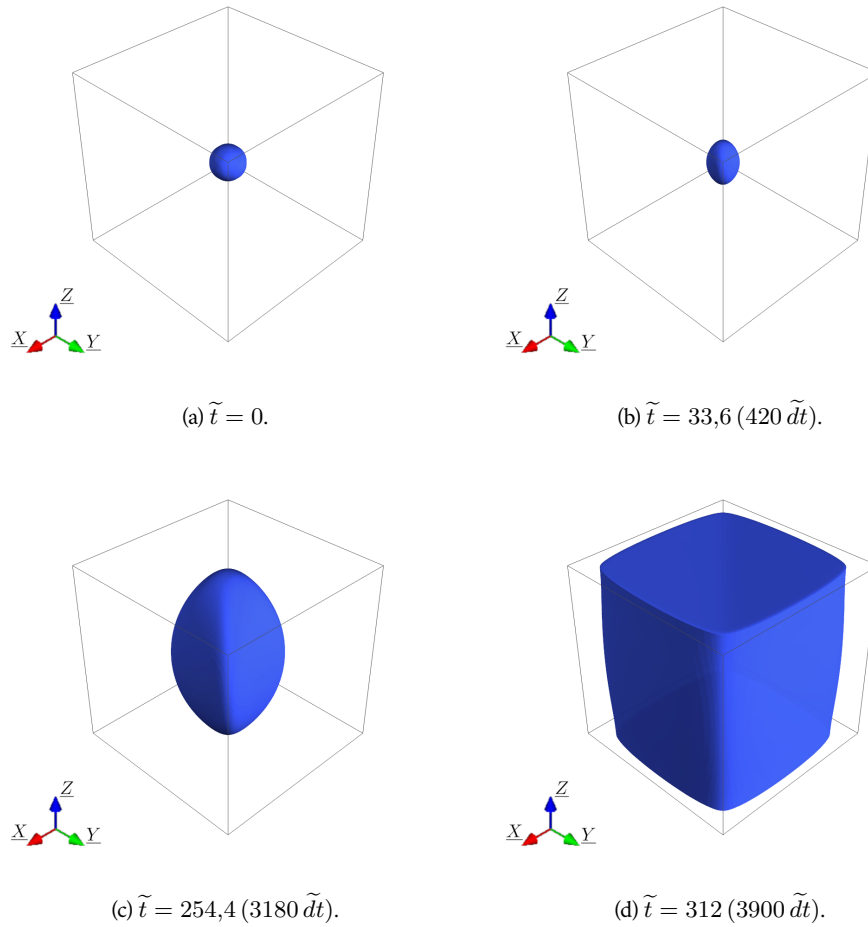 Z Z
X Y X Y
(a) t̃ = 0. (b) t̃ = 33,6 (420 d̃t).
Z Z
X Y X Y
(c) t̃ = 254,4 (3180 d̃t). (d) t̃ = 312 (3900 d̃t).